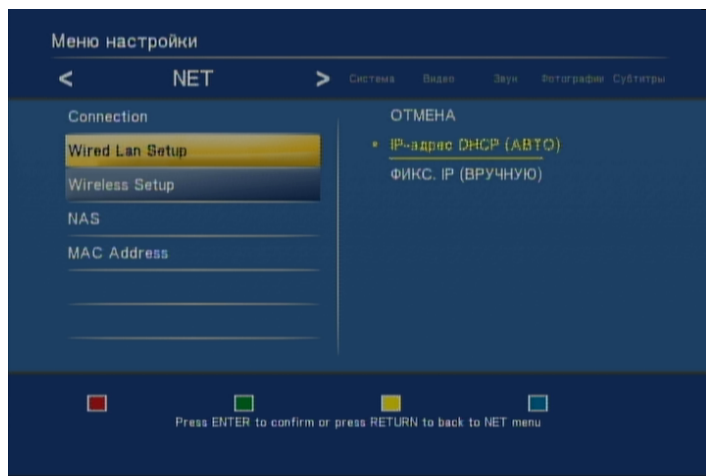 Меню настройки
< NET > Система Видео Звук Фотографии Субтитры
Connection
Wired Lan Setup
Wireless Setup
NAS
MAC Address
ОТМЕНА
IP-адрес DHCP (АВТО)
ФИКС. IP (ВРУЧНУЮ)
Press ENTER to confirm or press RETURN to back to NET menu